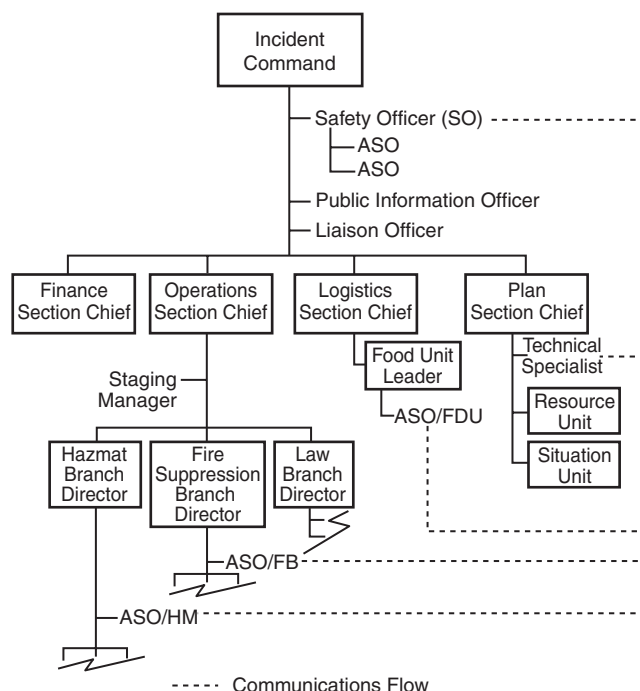 Incident
Command
Safety Officer (SO)
ASO
ASO
Public Information Officer
Liaison Officer
Finance
Section Chief
Operations
Section Chief
Logistics
Section Chief
Plan
Section Chief
Staging
Manager
Food Unit
Leader
ASO/FDU
Technical
Specialist
Resource
Unit
Situation
Unit
Hazmat
Branch
Director
Fire
Suppression
Branch
Director
Law
Branch
Director
ASO/FB
ASO/HM
Communications Flow